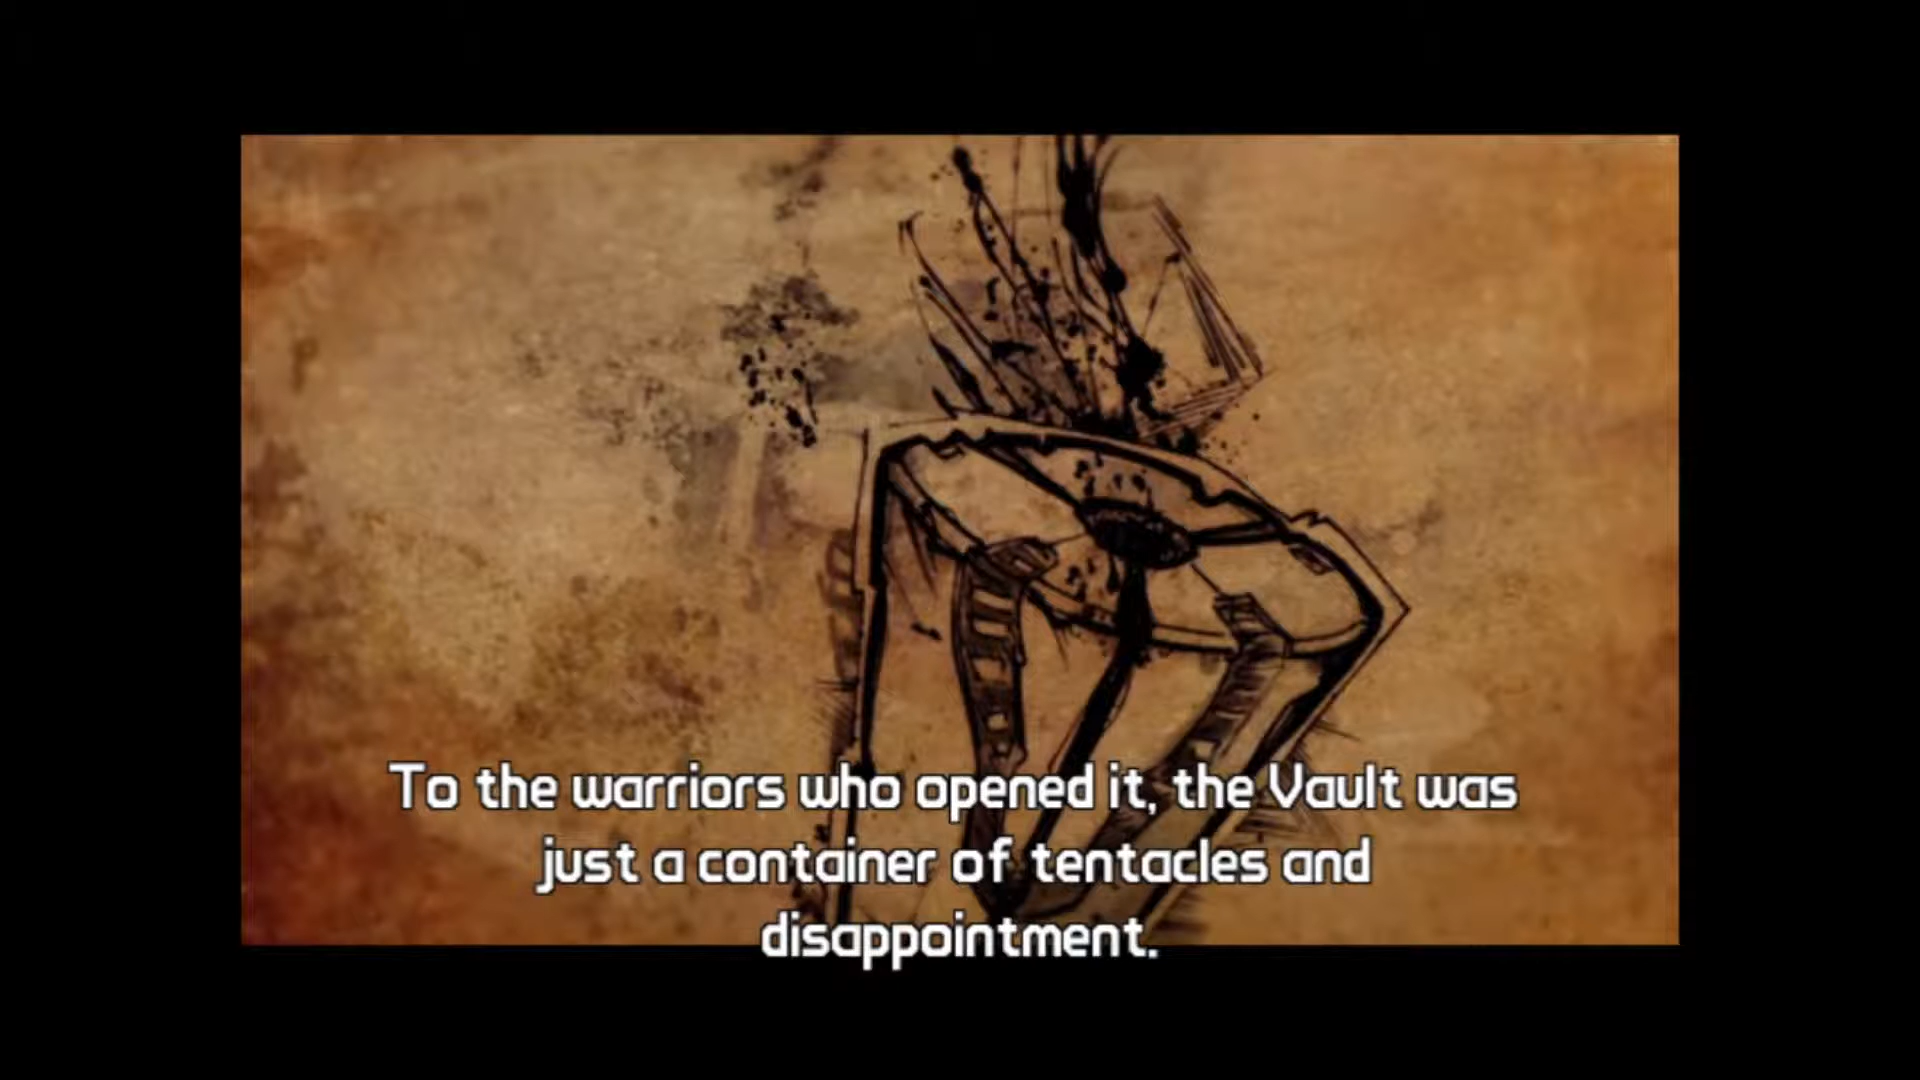 To the warriors who opened it, the Vault was
just a container of tentacles and
disappointment.